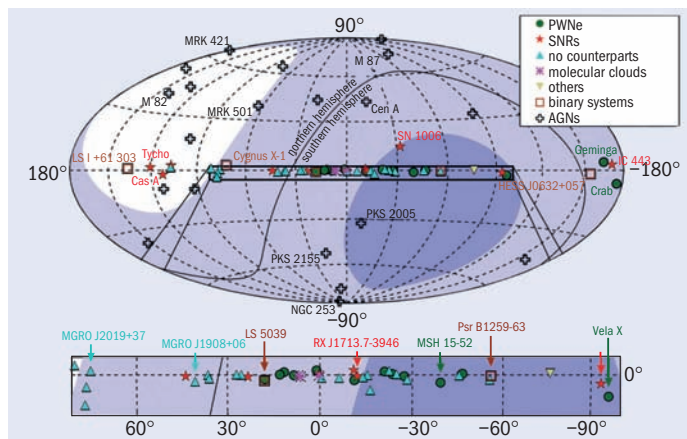 90°
PWNe
SNRs
no counterparts
molecular clouds
others
binary systems
AGNs
MRK 421
M 87
M 82
MRK 501
Cen A
northern hemisphere
southern hemisphere
SN 1006
LS I +61 303
Tycho
Cas A
Cygnus X-1
Geminga
IC 443
180°
−180°
HESS J0632+057
Crab
PKS 2005
PKS 2155
NGC 253
−90°
MGRO J2019+37
MGRO J1908+06
LS 5039
RX J1713.7-3946
MSH 15-52
Psr B1259-63
Vela X
0°
60°
30°
0°
−30°
−60°
−90°